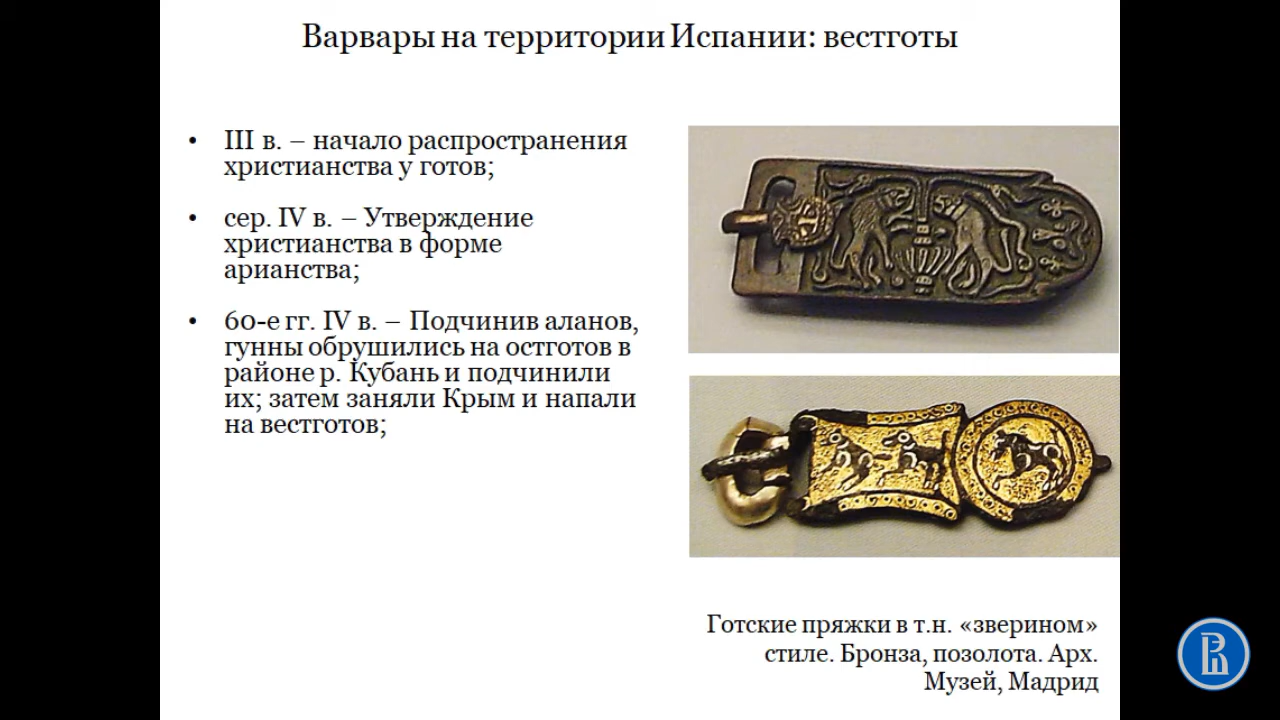 Варвары на территории Испании: вестготы
• III в. – начало распространения
христианства у готов;
• сер. IV в. – Утверждение
христианства в форме
арианства;
• 60-е гг. IV в. – Подчинив аланов,
гунны обрушились на остготов в
районе р. Кубань и подчинили
их; затем заняли Крым и напали
на вестготов;
Готские пряжки в т.н. «зверином»
стиле. Бронза, позолота. Арх.
Музей, Мадрид